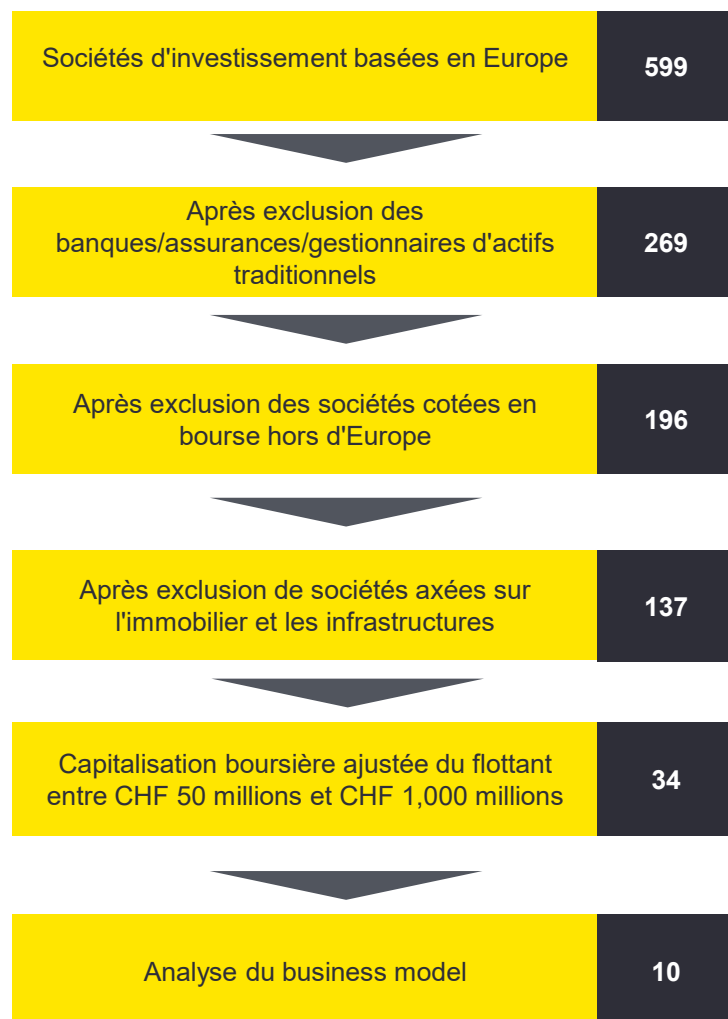 Sociétés d'investissement basées en Europe
599
Après exclusion des
banques/assurances/gestionnaires d'actifs
traditionnels
269
Après exclusion des sociétés cotées en
bourse hors d'Europe
196
Après exclusion de sociétés axées sur
l'immobilier et les infrastructures
137
Capitalisation boursière ajustée du flottant
entre CHF 50 millions et CHF 1,000 millions
34
Analyse du business model
10